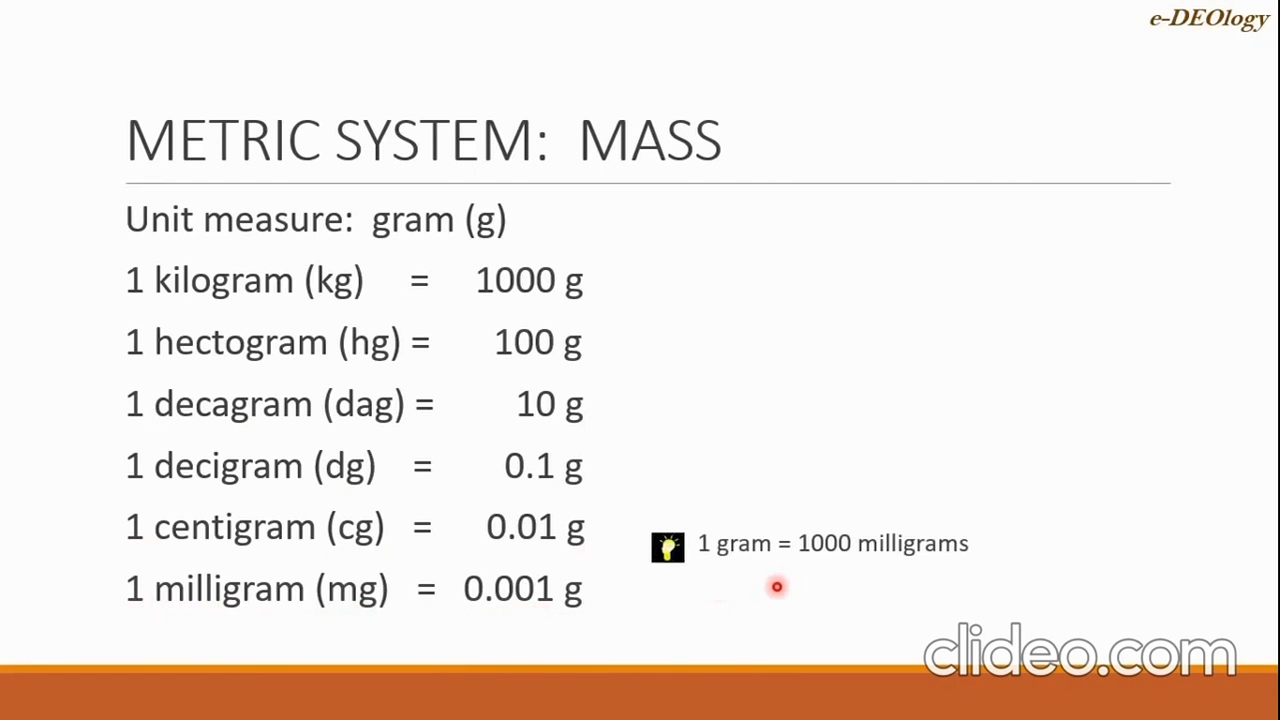 e-DEOlogy
METRIC SYSTEM: MASS
Unit measure: gram (g)
1 kilogram (kg) = 1000 g
1 hectogram (hg) = 100 g
1 decagram (dag) = 10 g
1 decigram (dg) = 0.1 g
1 centigram (cg) = 0.01 g
1 gram = 1000 milligrams
1 milligram (mg) = 0.001 g
clideo.com